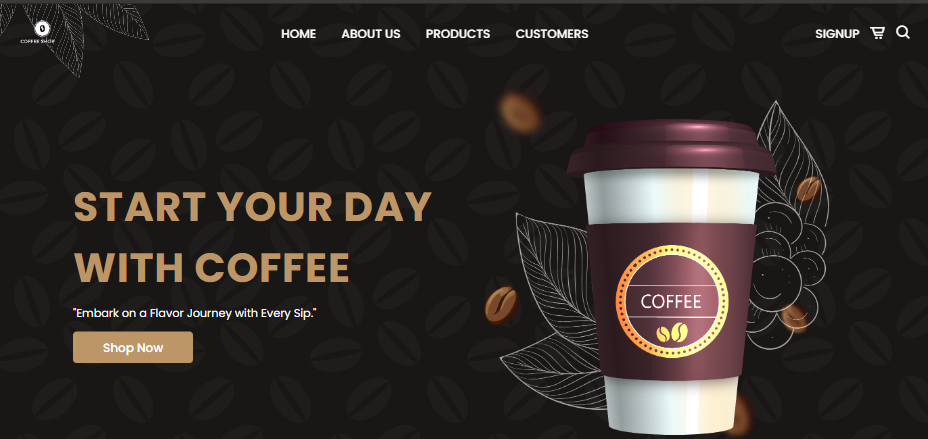 COFFEE SHOP
HOME ABOUT US PRODUCTS CUSTOMERS SIGNUP
START YOUR DAY
WITH COFFEE
"Embark on a Flavor Journey with Every Sip."
Shop Now
COFFEE